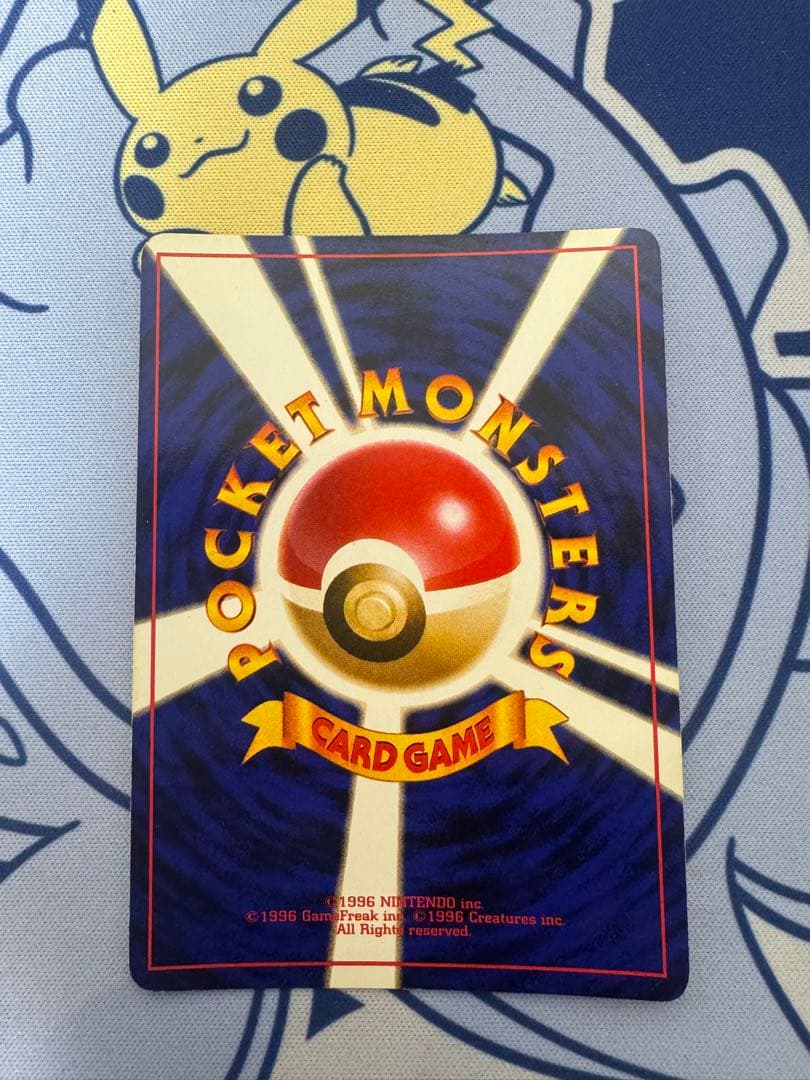 POCKET MONSTERS
CARD GAME
©1996 NINTENDO inc.
©1996 GameFreak inc. ©1996 Creatures inc.
All Rights reserved.